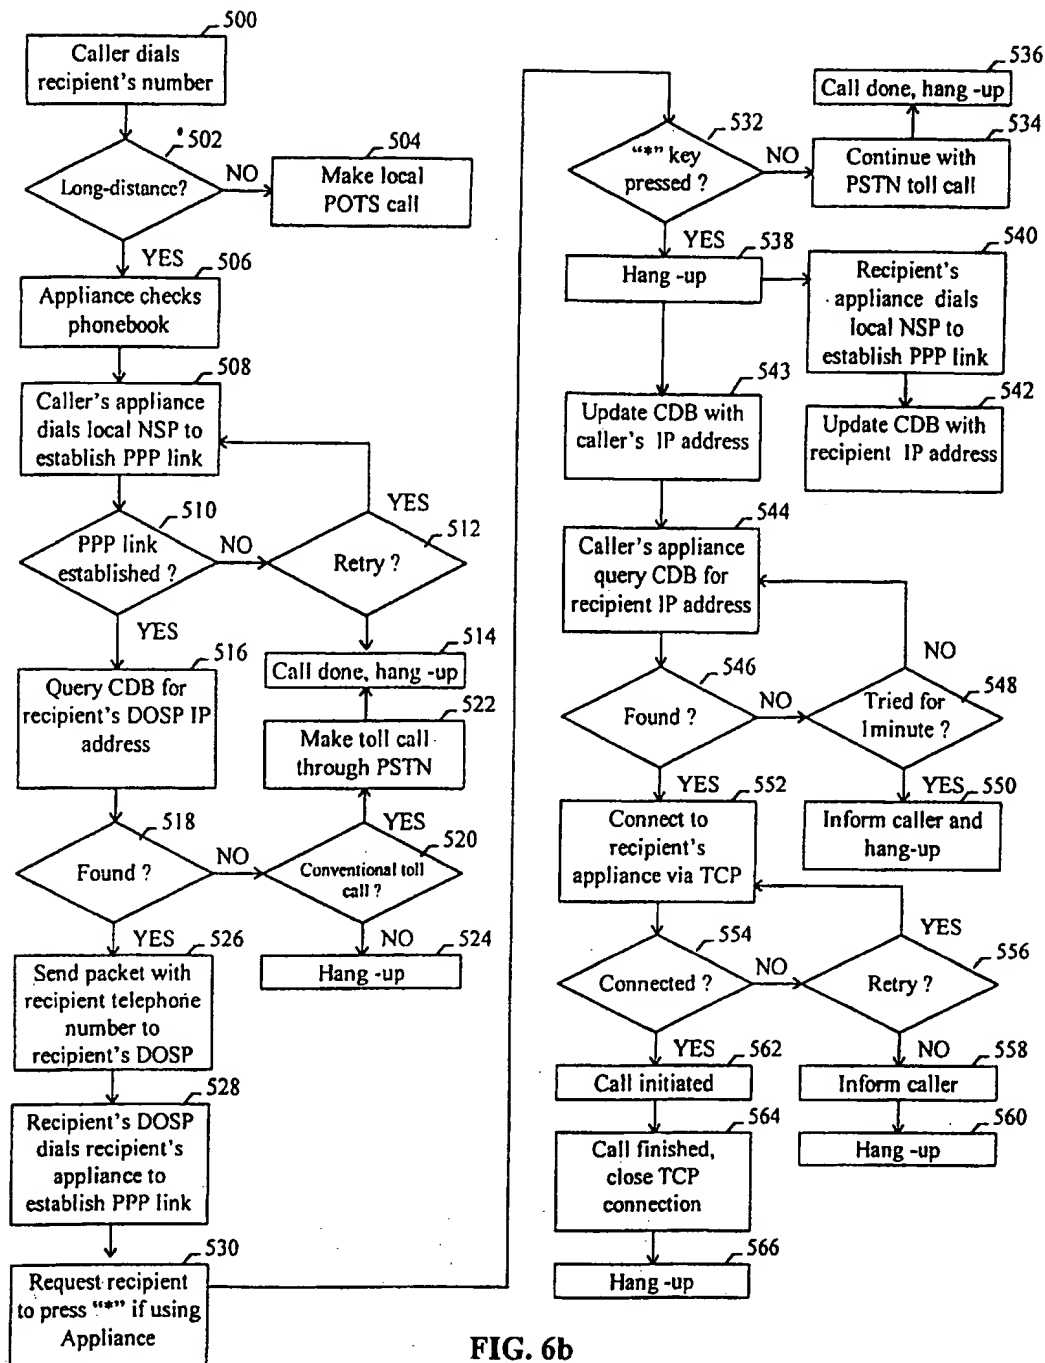 500
Caller dials
recipient's number
502
Long-distance?
NO
504
Make local
POTS call
YES
506
Appliance checks
phonebook
508
Caller's appliance
dials local NSP to
establish PPP link
510
PPP link
established ?
NO
YES
512
Retry ?
514
Call done, hang -up
YES
516
Query CDB for
recipient's DOSP IP
address
522
Make toll call
through PSTN
518
Found ?
NO
YES
520
Conventional toll
call ?
NO
524
Hang -up
YES
526
Send packet with
recipient telephone
number to
recipient's DOSP
528
Recipient's DOSP
dials recipient's
appliance to
establish PPP link
530
Request recipient
to press “*” if using
Appliance
532
“*” key
pressed ?
NO
534
Continue with
PSTN toll call
536
Call done, hang -up
YES
538
Hang -up
540
Recipient's
appliance dials
local NSP to
establish PPP link
542
Update CDB with
recipient IP address
543
Update CDB with
caller's IP address
544
Caller's appliance
query CDB for
recipient IP address
546
Found ?
NO
NO
548
Tried for
1minute ?
YES
550
Inform caller and
hang-up
YES
552
Connect to
recipient's
appliance via TCP
554
Connected ?
NO
YES
556
Retry ?
NO
558
Inform caller
560
Hang -up
YES
562
Call initiated
564
Call finished,
close TCP
connection
566
Hang -up
FIG. 6b